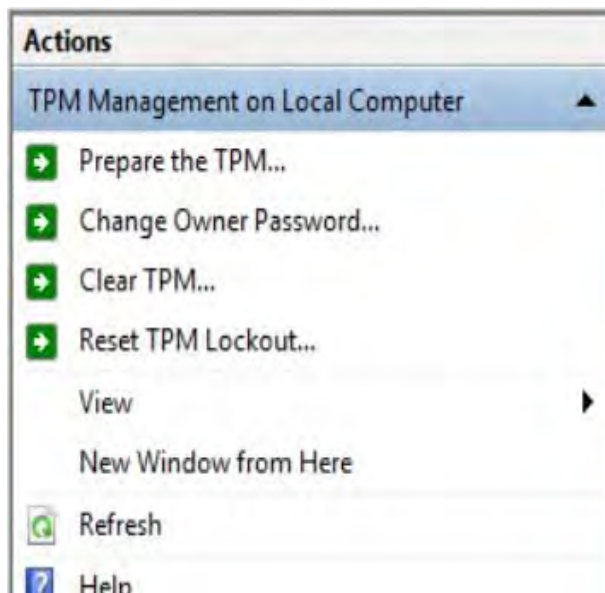 Actions
TPM Management on Local Computer
Prepare the TPM...
Change Owner Password...
Clear TPM...
Reset TPM Lockout...
View
New Window from Here
Refresh
Help